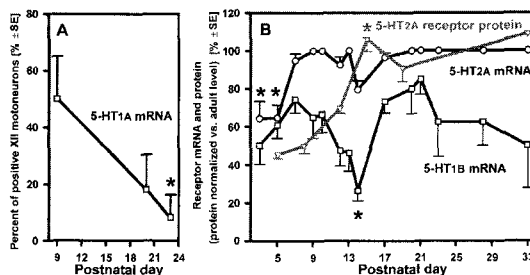 A
Percent of positive XII motoneurons [% ±SE]
100
80
60
40
20
0
5-HT1A mRNA
*
9 12 15 18 21 24
Postnatal day
B
Receptor mRNA and protein
(protein normalized vs. adult level) [% ±SE]
120
100
80
60
40
20
0
* 5-HT2A receptor protein
5-HT2A mRNA
* *
5-HT1B mRNA
*
5 9 13 17 21 25 29 33
Postnatal day